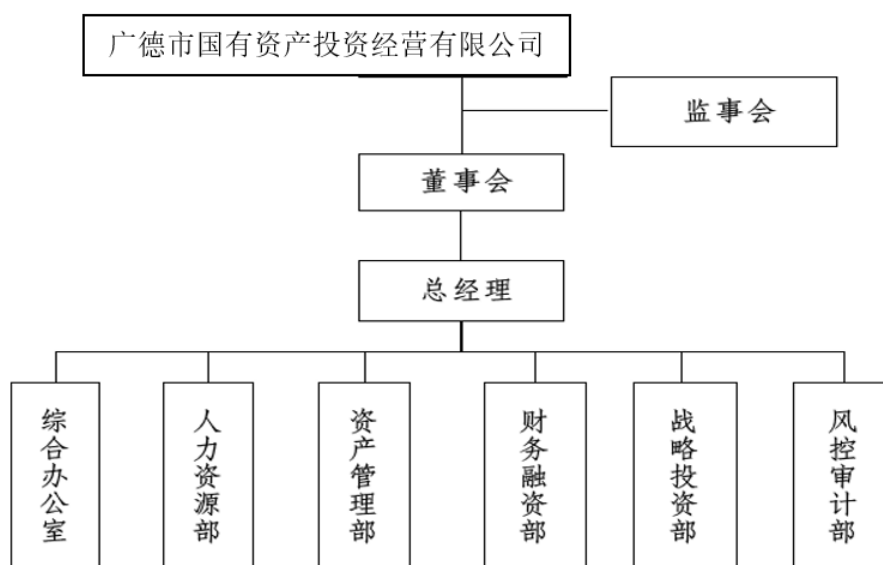 广德市国有资产投资经营有限公司
监事会
董事会
总经理
综合办公室
人力资源部
资产管理部
财务融资部
战略投资部
风控审计部